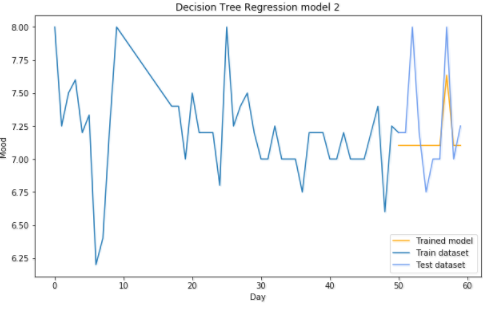 Decision Tree Regression model 2
8.00
7.75
7.50
7.25
7.00
6.75
6.50
6.25
Mood
0
10
20
30
40
50
60
Day
Trained model
Train dataset
Test dataset